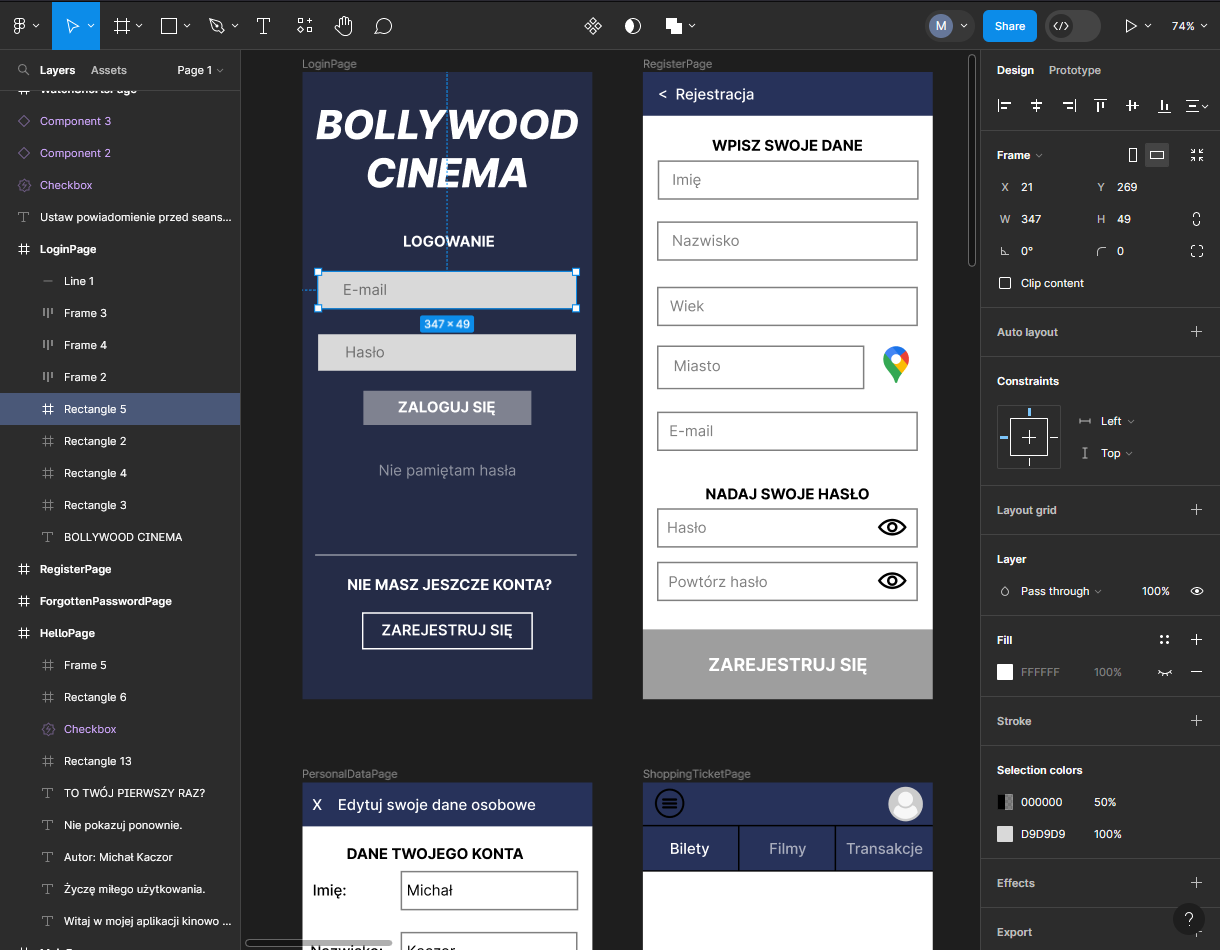 M
Share
74%
Layers
Assets
Page 1
Component 3
Component 2
Checkbox
Ustaw powiadomienie przed seans...
LoginPage
Line 1
Frame 3
Frame 4
Frame 2
Rectangle 5
Rectangle 2
Rectangle 4
Rectangle 3
BOLLYWOOD CINEMA
RegisterPage
ForgottenPasswordPage
HelloPage
Frame 5
Rectangle 6
Checkbox
Rectangle 13
TO TWÓJ PIERWSZY RAZ?
Nie pokazuj ponownie.
Autor: Michał Kaczor
Życzę miłego użytkowania.
Witaj w mojej aplikacji kinowo ...
LoginPage
BOLLYWOOD
CINEMA
LOGOWANIE
E-mail
347 × 49
Hasło
ZALOGUJ SIĘ
Nie pamiętam hasła
NIE MASZ JESZCZE KONTA?
ZAREJESTRUJ SIĘ
RegisterPage
< Rejestracja
WPISZ SWOJE DANE
Imię
Nazwisko
Wiek
Miasto
E-mail
NADAJ SWOJE HASŁO
Hasło
Powtórz hasło
ZAREJESTRUJ SIĘ
PersonalDataPage
X Edytuj swoje dane osobowe
DANE TWOJEGO KONTA
Imię: Michał
Nazwisko: Kaczor
ShoppingTicketPage
Bilety Filmy Transakcje
Design Prototype
Frame
X 21 Y 269
W 347 H 49
0° 0
Clip content
Auto layout
Constraints
Left
Top
Layout grid
Layer
Pass through 100%
Fill
FFFFFF 100%
Stroke
Selection colors
000000 50%
D9D9D9 100%
Effects
Export
?